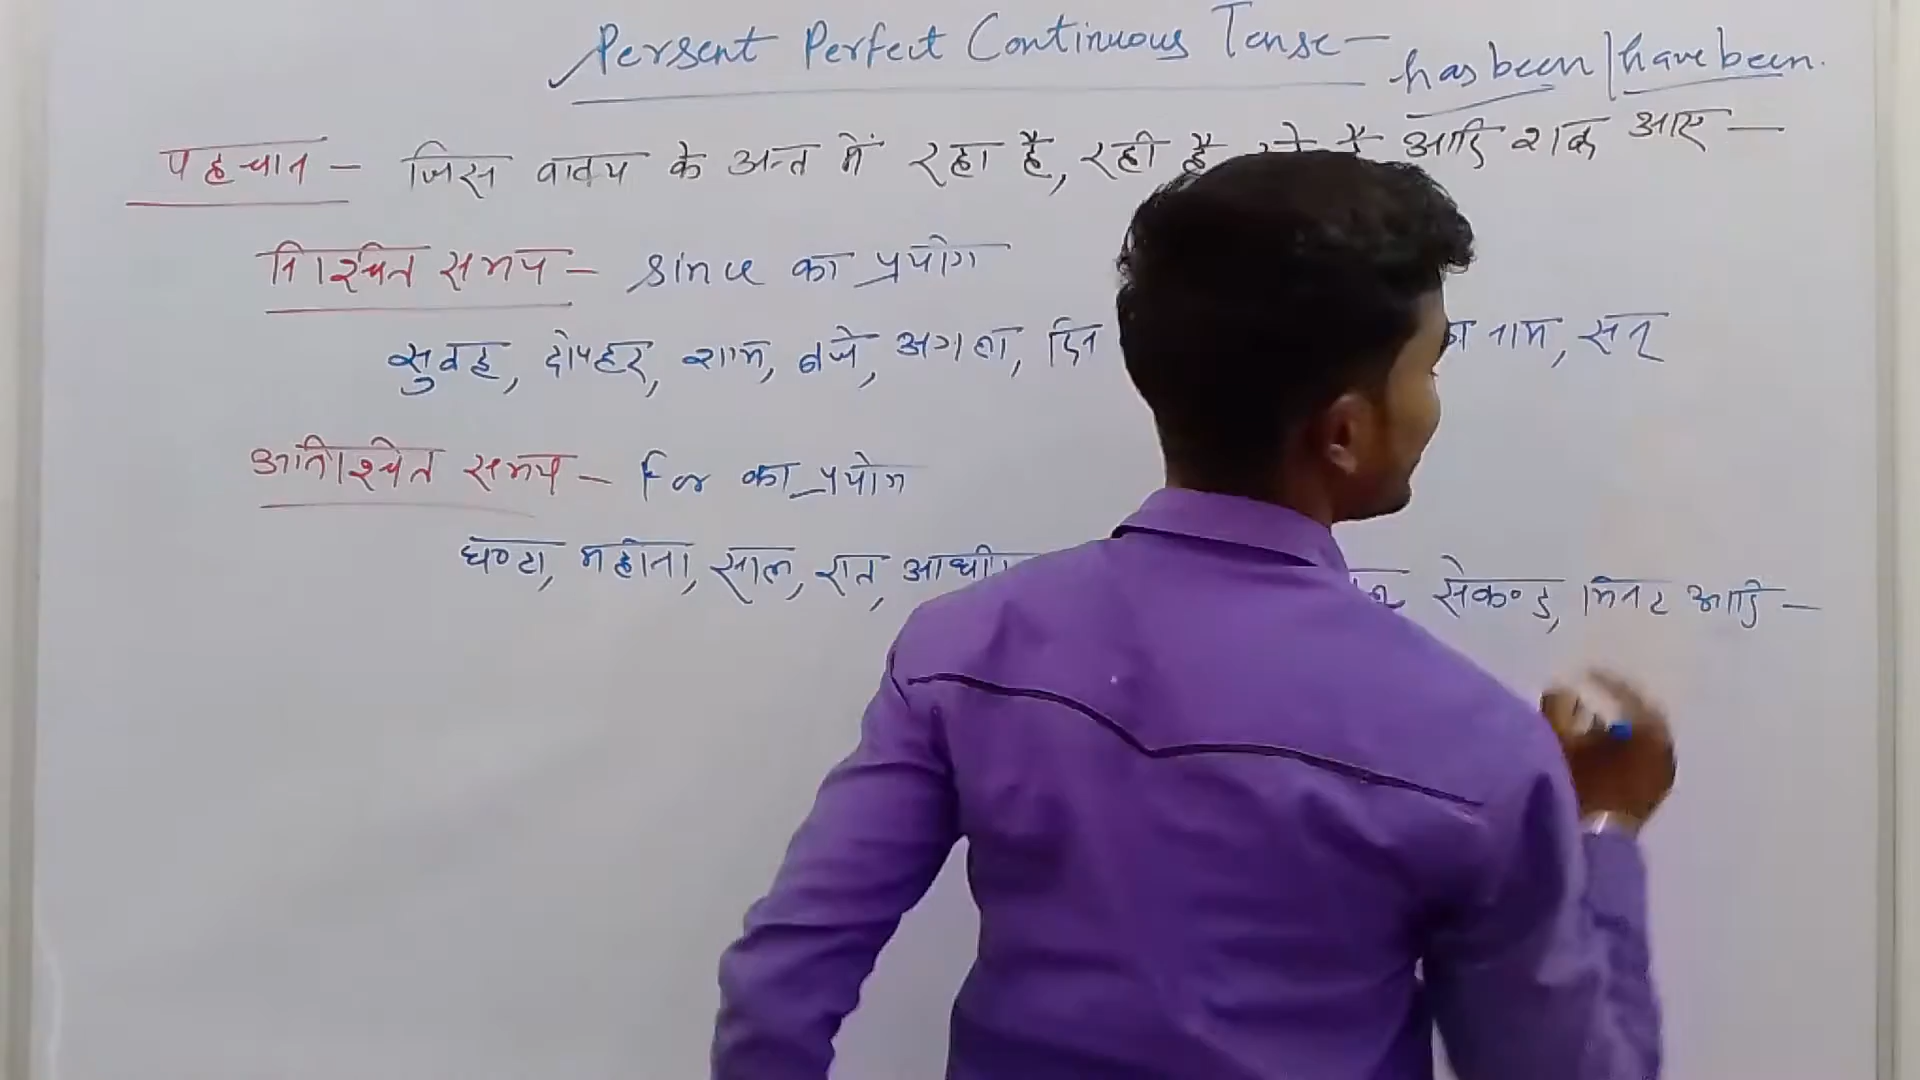 Persent Perfect Continuous Tense – has been / have been.
पहचान – जिस वाक्य के अन्त में रहा है, रही है, आदि शब्द आए –
निश्चित समय – Since का प्रयोग
सुबह, दोपहर, शाम, बजे, अगला, दिन नाम, सन्
अनिश्चित समय – For का प्रयोग
घण्टा, महीना, साल, रात, सेकण्ड, मिनट आदि –